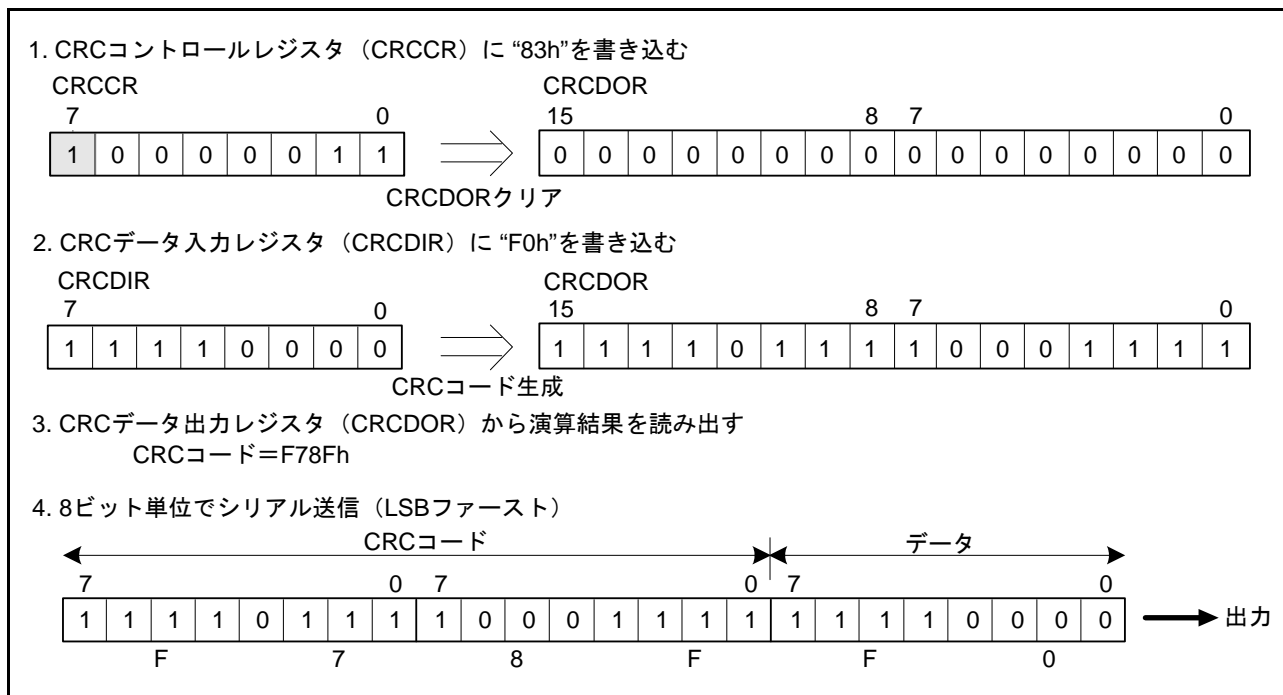 1. CRCコントロールレジスタ（CRCCR）に “83h”を書き込む
CRCCR CRCDOR
7 0 15 8 7 0
1 0 0 0 0 0 1 1 0 0 0 0 0 0 0 0 0 0 0 0 0 0 0 0
CRCDORクリア
2. CRCデータ入力レジスタ（CRCDIR）に “F0h”を書き込む
CRCDIR CRCDOR
7 0 15 8 7 0
1 1 1 1 0 0 0 0 1 1 1 1 0 1 1 1 1 0 0 0 1 1 1 1
CRCコード生成
3. CRCデータ出力レジスタ（CRCDOR）から演算結果を読み出す
CRCコード＝F78Fh
4. 8ビット単位でシリアル送信（LSBファースト）
CRCコード データ
7 0 7 0 7 0
1 1 1 1 0 1 1 1 1 0 0 0 1 1 1 1 1 1 1 1 0 0 0 0 出力
F 7 8 F F 0